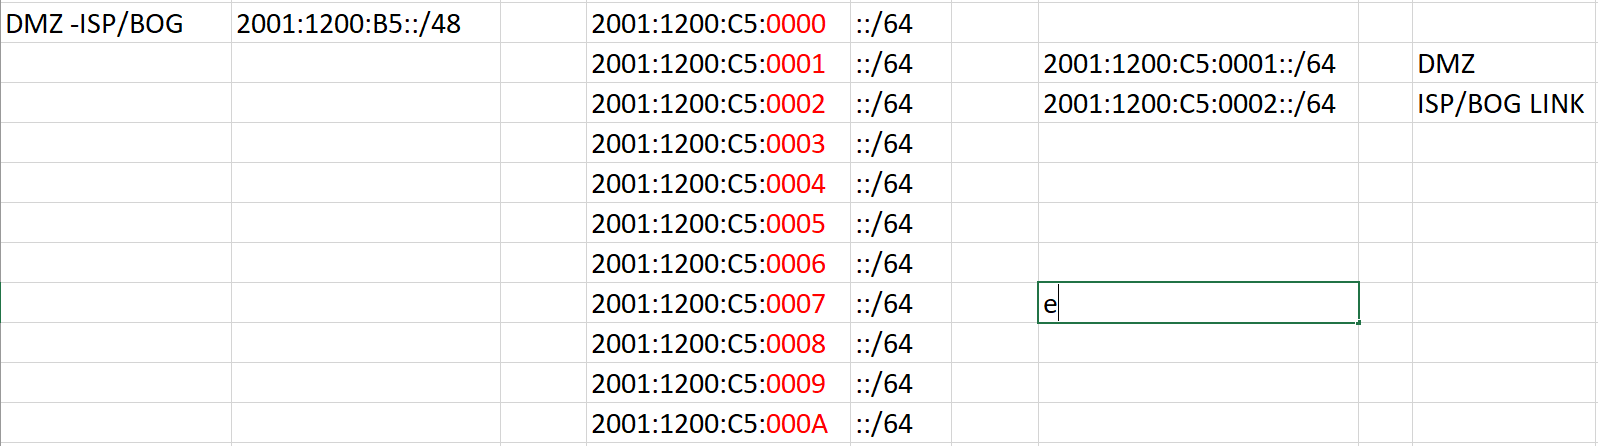 DMZ -ISP/BOG 2001:1200:B5::/48 2001:1200:C5:0000 ::/64
2001:1200:C5:0001 ::/64 2001:1200:C5:0001::/64 DMZ
2001:1200:C5:0002 ::/64 2001:1200:C5:0002::/64 ISP/BOG LINK
2001:1200:C5:0003 ::/64
2001:1200:C5:0004 ::/64
2001:1200:C5:0005 ::/64
2001:1200:C5:0006 ::/64
2001:1200:C5:0007 ::/64 e
2001:1200:C5:0008 ::/64
2001:1200:C5:0009 ::/64
2001:1200:C5:000A ::/64